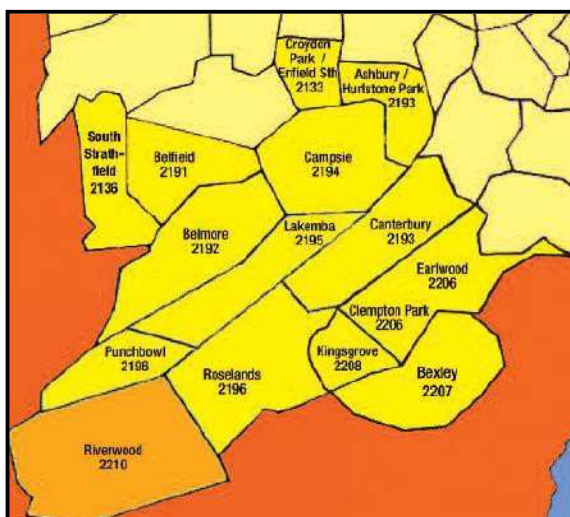 Croydon
Park /
Enfield Sth
2133
Ashbury /
Hurlstone Park
2193
South
Strath-
field
2136
Belfield
2191
Campsie
2194
Belmore
2192
Lakemba
2195
Canterbury
2193
Earlwood
2206
Clempton Park
2206
Punchbowl
2196
Roselands
2196
Kingsgrove
2208
Bexley
2207
Riverwood
2210